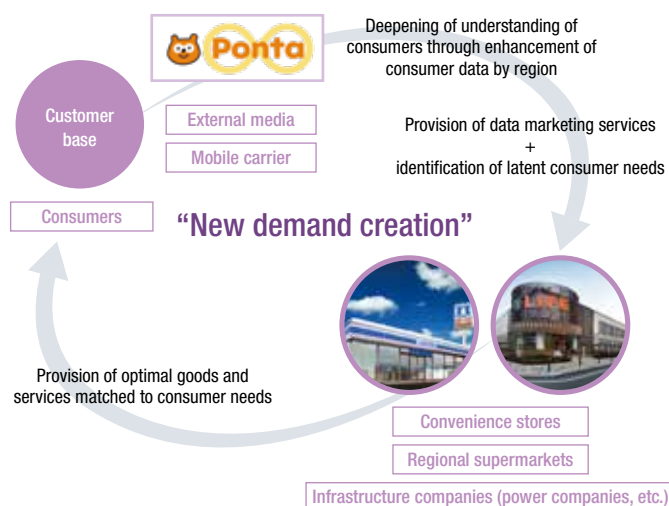 Ponta
Deepening of understanding of
consumers through enhancement of
consumer data by region
Customer
base
External media
Mobile carrier
Provision of data marketing services
+
identification of latent consumer needs
Consumers
“New demand creation”
LIFE
Provision of optimal goods and
services matched to consumer needs
Convenience stores
Regional supermarkets
Infrastructure companies (power companies, etc.)